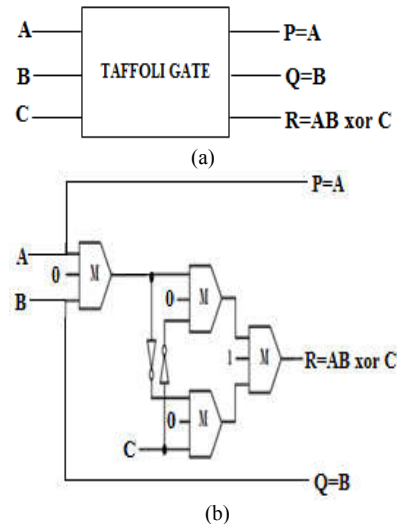 A
P=A
B
TAFFOLI GATE
Q=B
C
R=AB xor C
(a)
P=A
A
0
M
B
M
0
1
M
R=AB xor C
0
M
C
Q=B
(b)